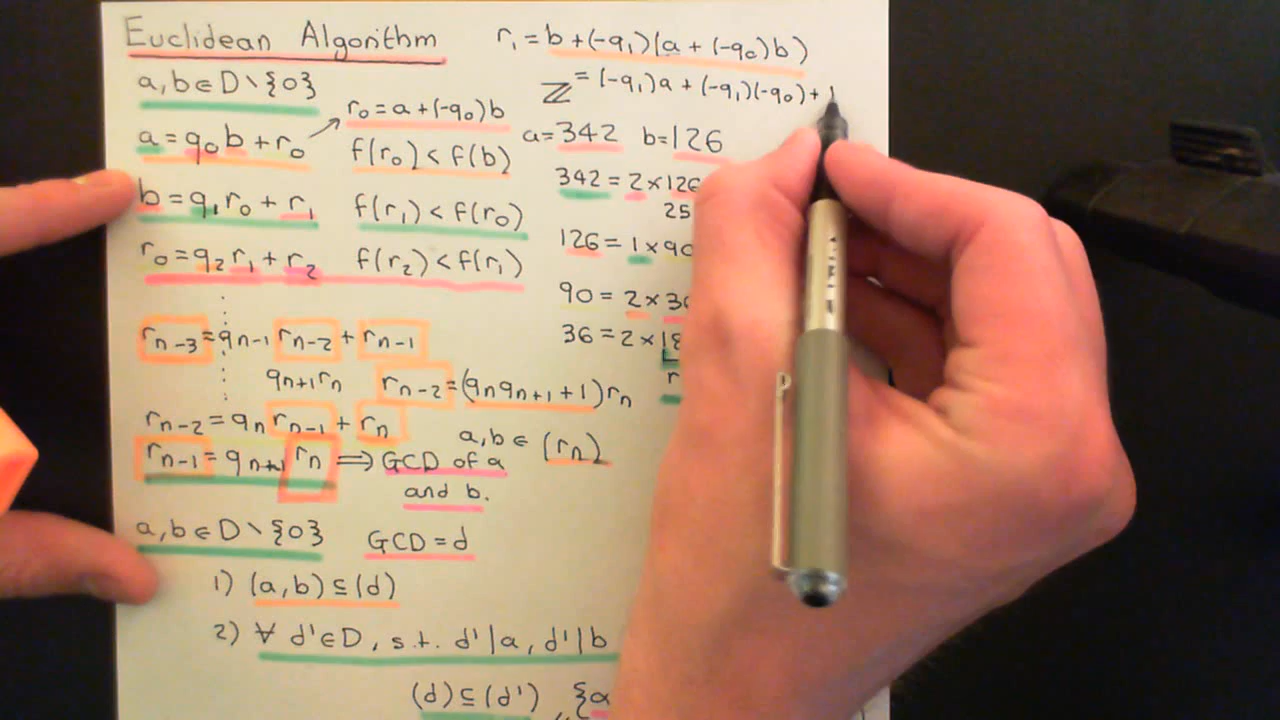 Euclidean Algorithm
a, b ∈ D \ {0}
r₀ = a + (-q₀)b
a = q₀b + r₀
f(r₀) < f(b)
b = q₁r₀ + r₁
f(r₁) < f(r₀)
r₀ = q₂r₁ + r₂
f(r₂) < f(r₁)
rₙ₋₃ = qₙ₋₁ rₙ₋₂ + rₙ₋₁
qₙ₊₁rₙ
rₙ₋₂ = (qₙqₙ₊₁ + 1)rₙ
rₙ₋₂ = qₙ rₙ₋₁ + rₙ
a, b ∈ (rₙ)
rₙ₋₁ = qₙ₊₁ rₙ ⟹ GCD of a
and b.
a, b ∈ D \ {0}
GCD = d
1) (a, b) ⊆ (d)
2) ∀ d' ∈ D, s.t. d' | a, d' | b
(d) ⊆ (d')
{a
r₁ = b + (-q₁)(a + (-q₀)b)
= (-q₁)a + (-q₁)(-q₀) + 1
ℤ
a = 342 b = 126
342 = 2 × 126
25
126 = 1 × 90
90 = 2 × 36
36 = 2 × 18
r